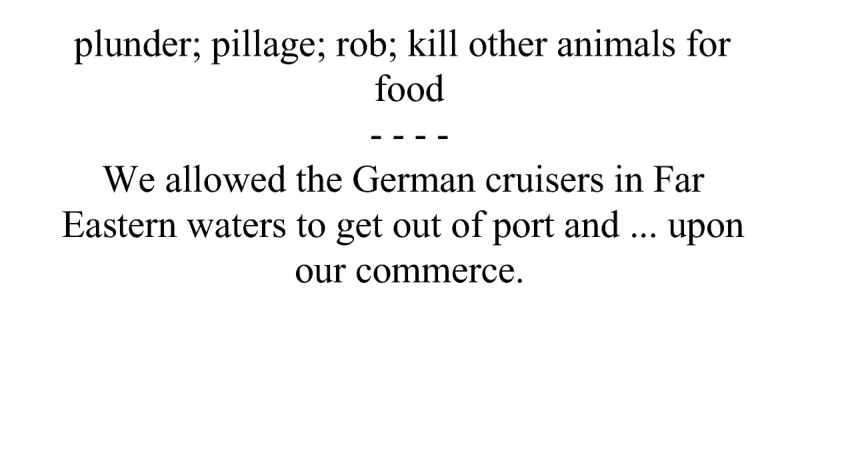 plunder; pillage; rob; kill other animals for
food
- - - -
We allowed the German cruisers in Far
Eastern waters to get out of port and ... upon
our commerce.